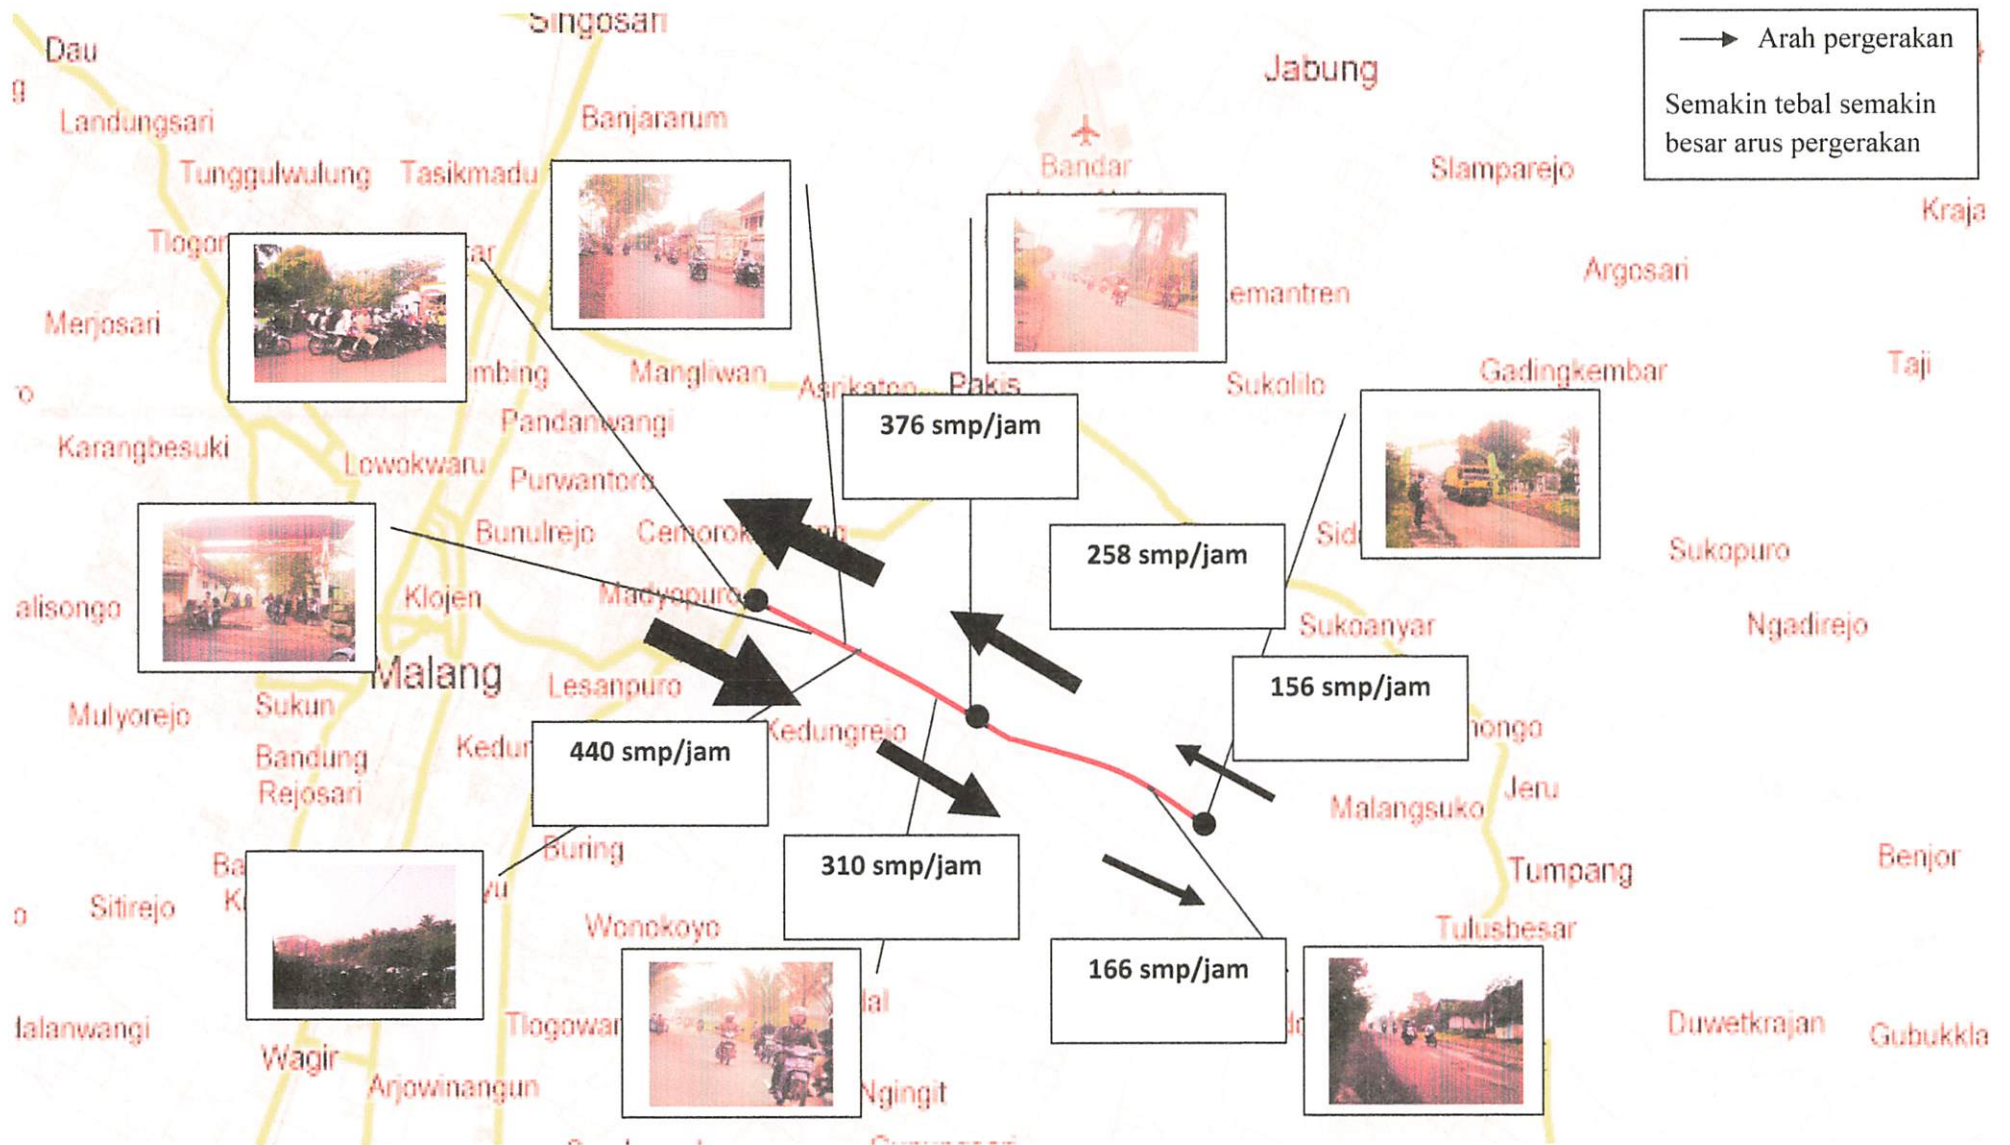 Singosari
Dau
Jabung
Arah pergerakan
Semakin tebal semakin
besar arus pergerakan
Landungsari
Banjararum
Bandar
Tunggulwulung
Tasikmadu
Slamparejo
Kraja
Argosari
Merjosari
Mangliwan
Asrikaton
Pakis
Sukolilo
Gadingkembar
Taji
Pandanwangi
376 smp/jam
Karangbesuki
Lowokwaru
Purwantoro
Bunulrejo
258 smp/jam
Sukopuro
alisongo
Klojen
Madyopuro
Sukoanyar
Ngadirejo
Malang
Lesanpuro
156 smp/jam
Mulyorejo
Sukun
Kedungrejo
440 smp/jam
Bandung
Rejosari
Malangsuko
Jeru
Buring
310 smp/jam
Tumpang
Benjor
Sitirejo
Wonokoyo
Tulusbesar
166 smp/jam
Tlogowar
Duwetkrajan
Gubukkla
lalanwangi
Wagir
Arjowinangun
Ngingit